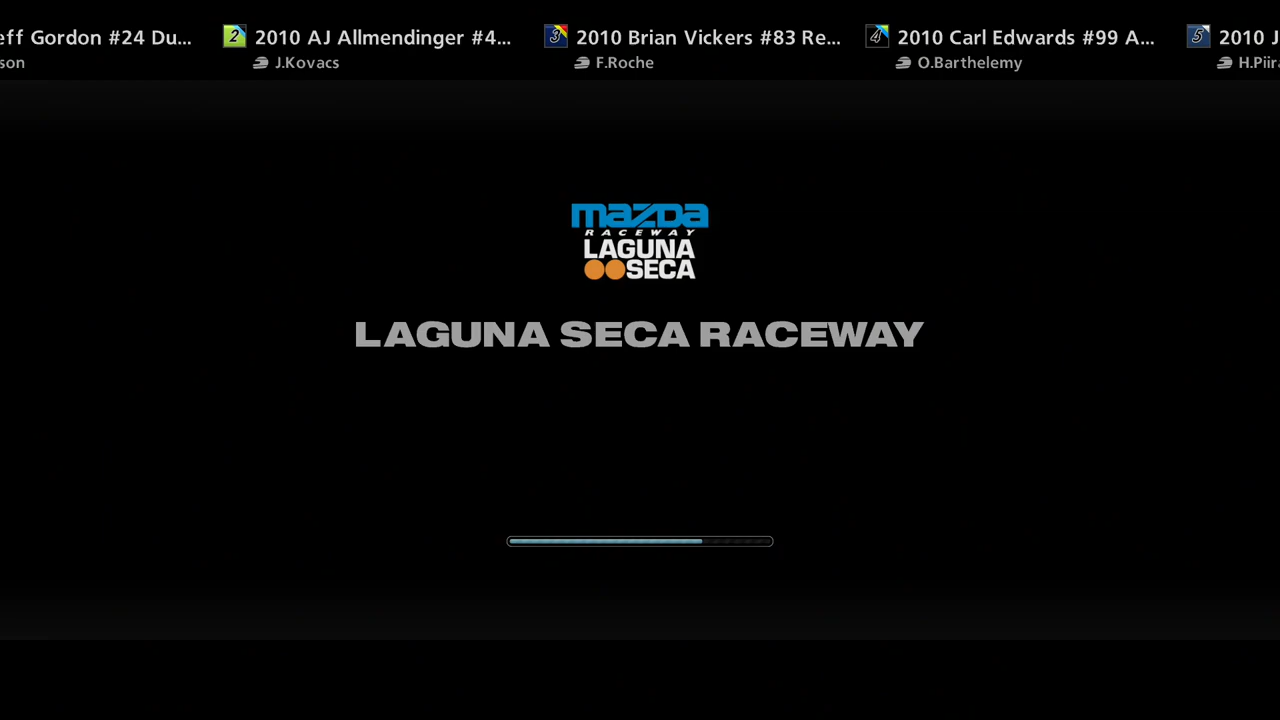 eff Gordon #24 Du...
son
2 2010 AJ Allmendinger #4...
J.Kovacs
3 2010 Brian Vickers #83 Re...
F.Roche
4 2010 Carl Edwards #99 A...
O.Barthelemy
5 2010 J
H.Piira
mazda
RACEWAY
LAGUNA
SECA
LAGUNA SECA RACEWAY